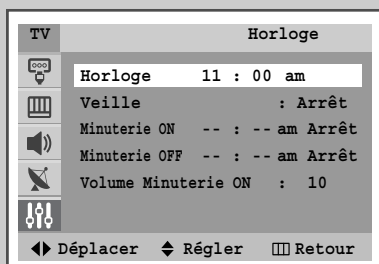 TV Horloge
Horloge 11 : 00 am
Veille : Arrêt
Minuterie ON -- : -- am Arrêt
Minuterie OFF -- : -- am Arrêt
Volume Minuterie ON : 10
Déplacer Régler Retour